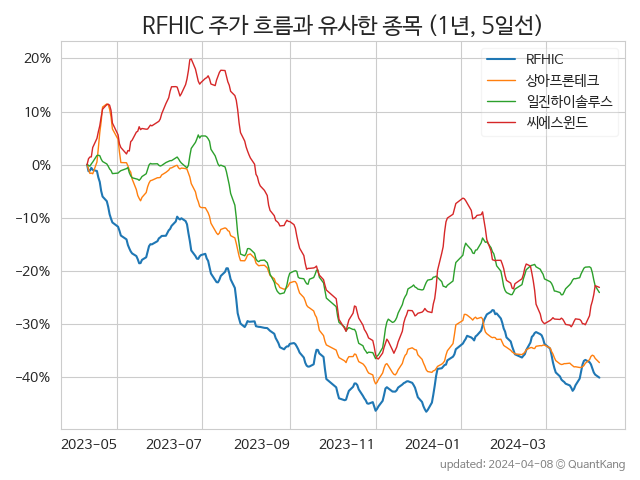 RFHIC 주가 흐름과 유사한 종목 (1년, 5일선)
RFHIC
상아프론테크
일진하이솔루스
씨에스윈드
20%
10%
0%
−10%
−20%
−30%
−40%
2023-05 2023-07 2023-09 2023-11 2024-01 2024-03
updated: 2024-04-08 © QuantKang